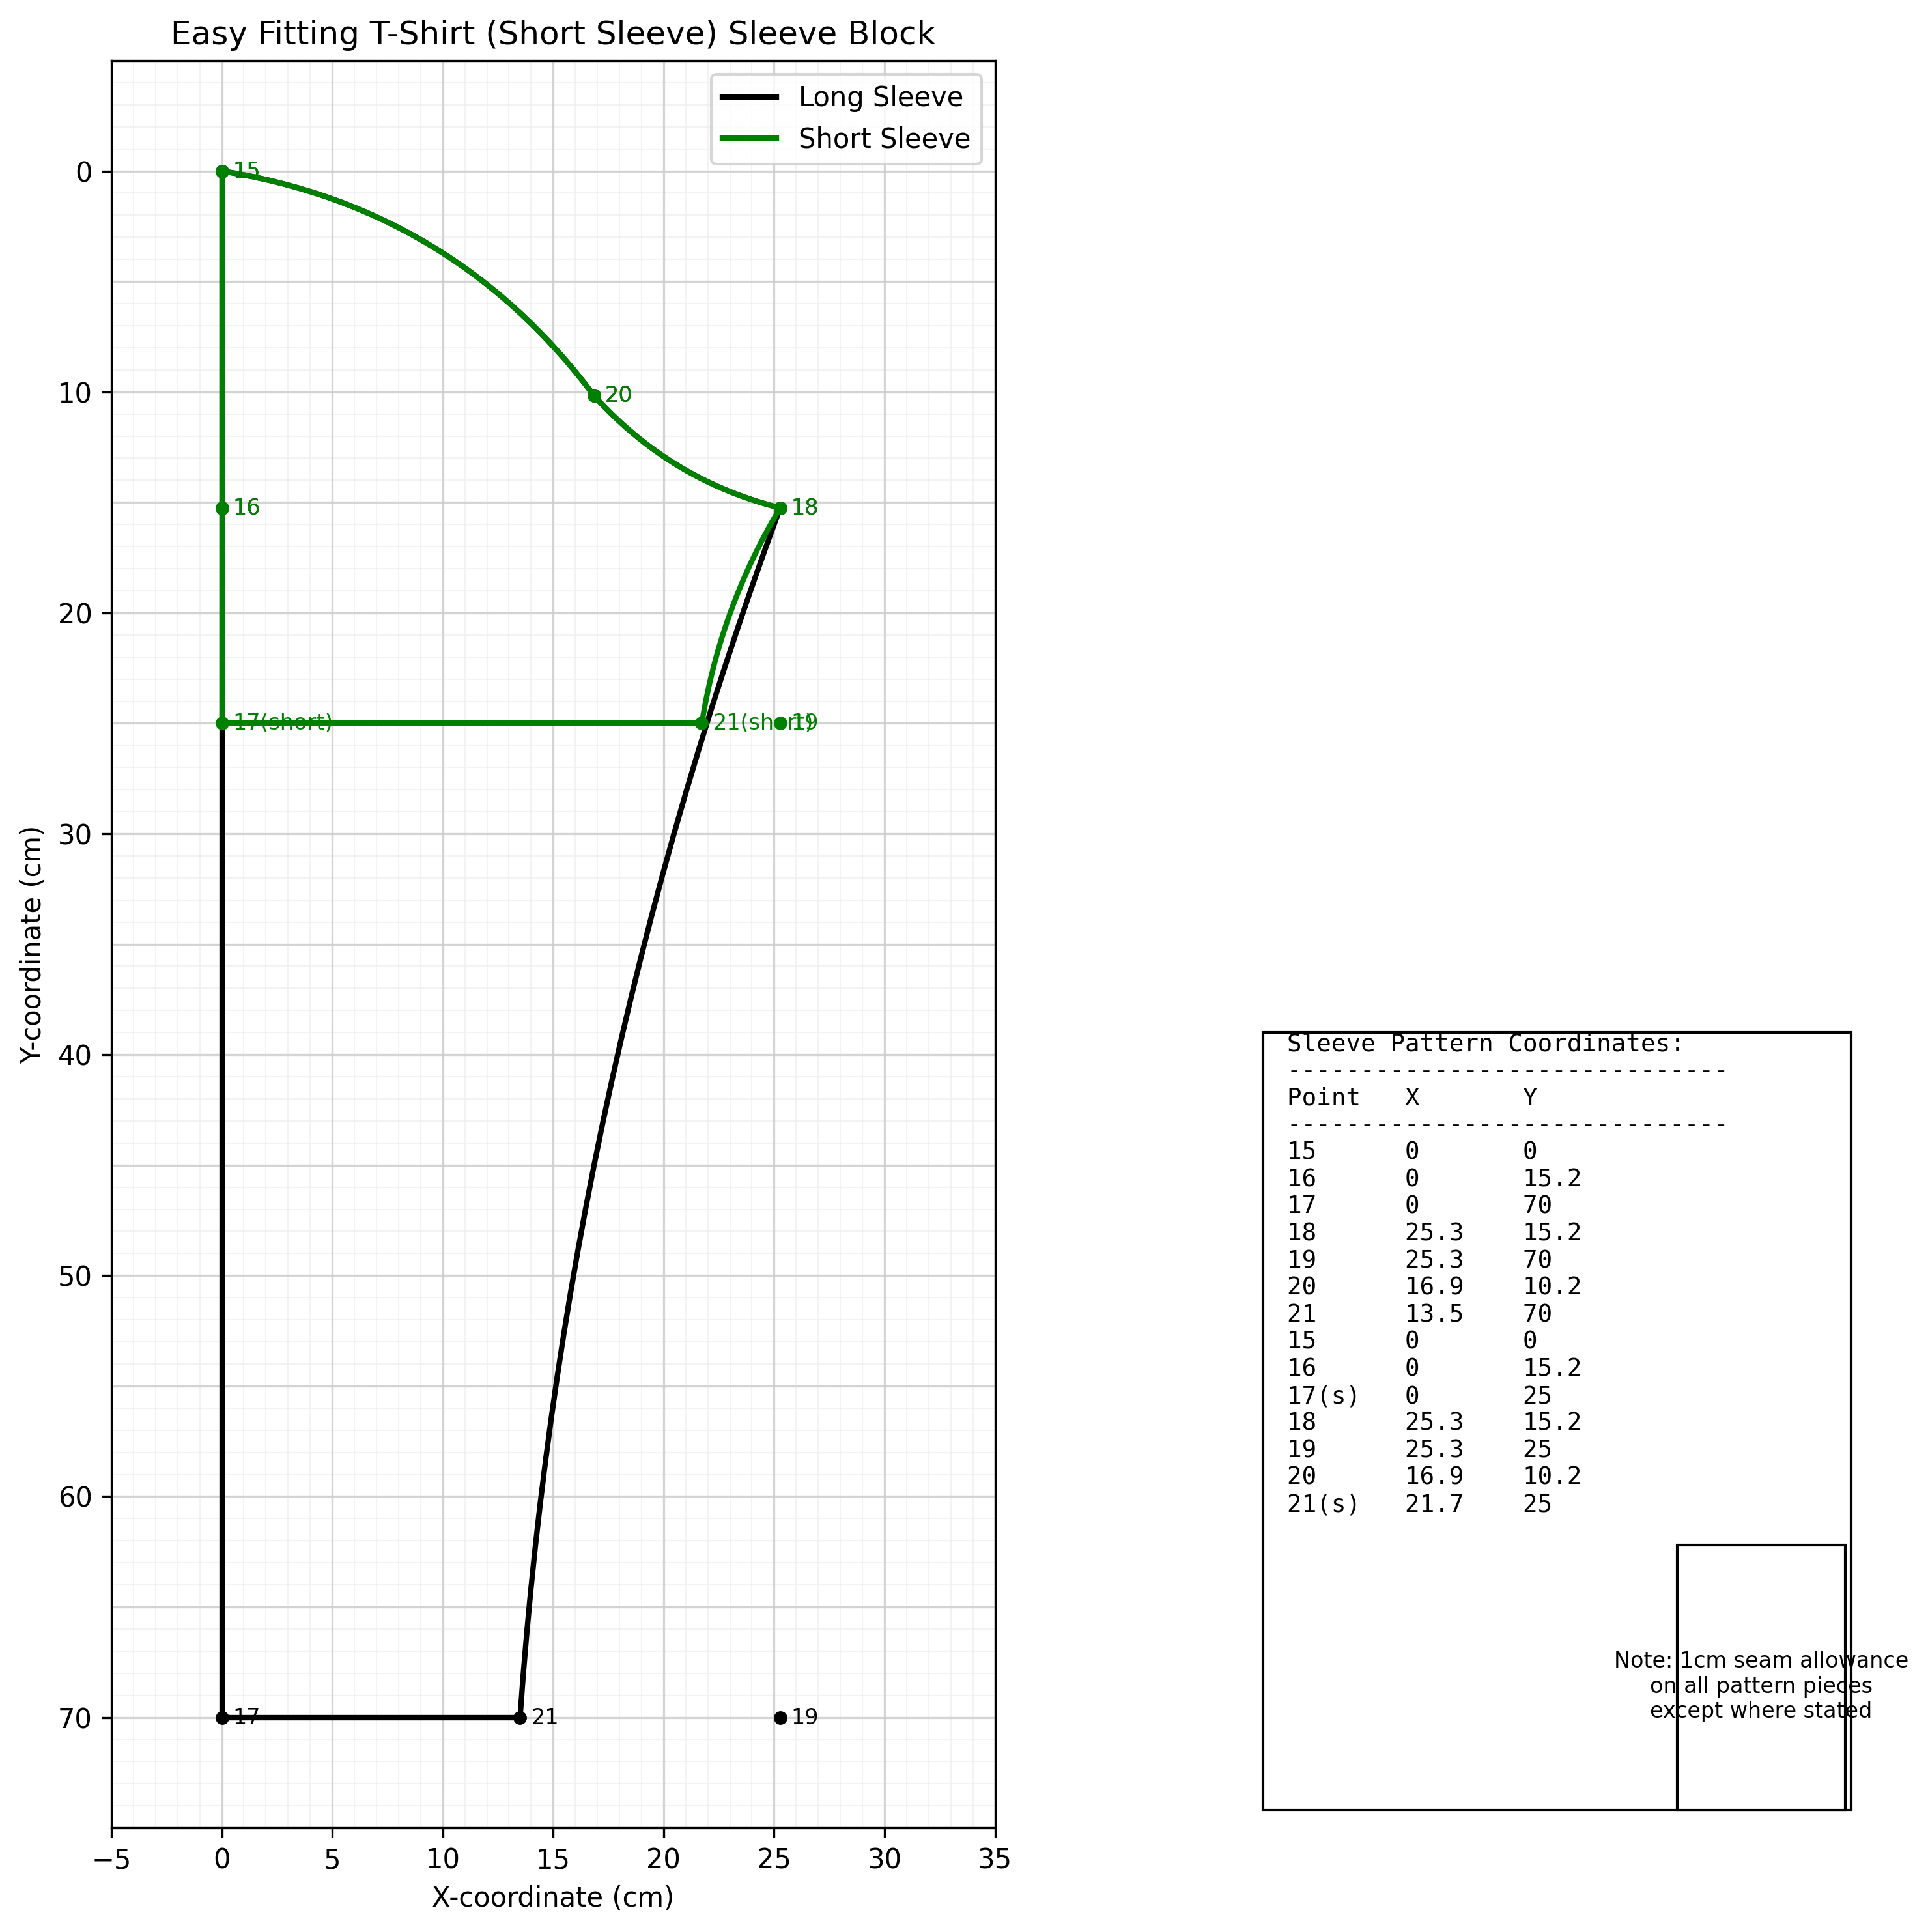 Easy Fitting T-Shirt (Short Sleeve) Sleeve Block
Long Sleeve
Short Sleeve
0
10
20
30
40
50
60
70
Y-coordinate (cm)
−5
0
5
10
15
20
25
30
35
X-coordinate (cm)
15
20
16
18
17(short)
21(short)
19
17
21
19
Sleeve Pattern Coordinates:
------------------------------
Point X Y
------------------------------
15 0 0
16 0 15.2
17 0 70
18 25.3 15.2
19 25.3 70
20 16.9 10.2
21 13.5 70
15 0 0
16 0 15.2
17(s) 0 25
18 25.3 15.2
19 25.3 25
20 16.9 10.2
21(s) 21.7 25
Note: 1cm seam allowance
on all pattern pieces
except where stated